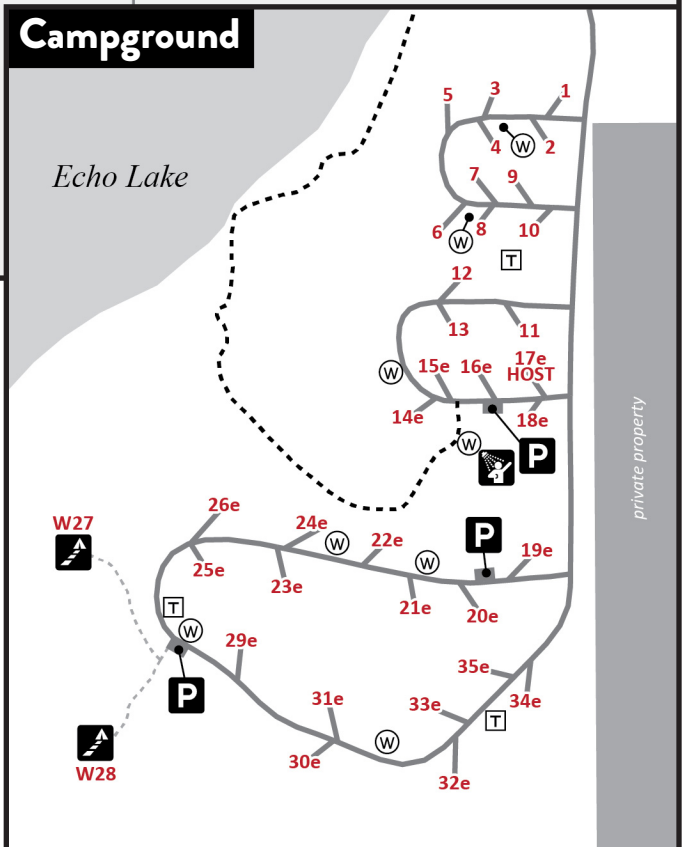 Campground
Echo Lake
5
3
1
4
W
2
7
9
6
W
8
10
T
12
13
11
W
15e
16e
17e
HOST
14e
18e
W
P
private property
26e
24e
W
22e
W
P
19e
W27
25e
23e
21e
20e
T
W
29e
35e
34e
P
31e
33e
T
W28
30e
W
32e